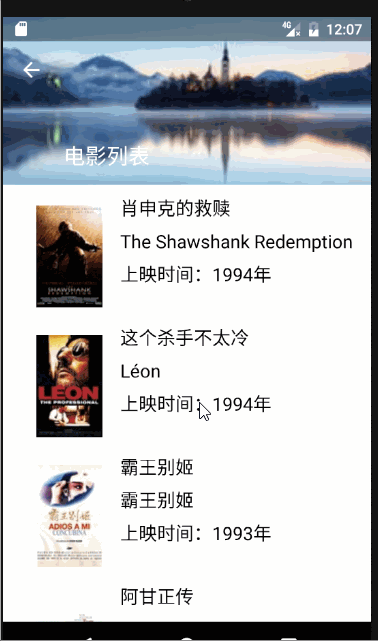 4G
12:07
电影列表
肖申克的救赎
The Shawshank Redemption
上映时间：1994年
SHAWSHANK
这个杀手不太冷
Léon
上映时间：1994年
LEON
THE PROFESSIONAL
霸王别姬
霸王别姬
上映时间：1993年
霸王别姬
ADIOS A MI
CONCUBINA
阿甘正传